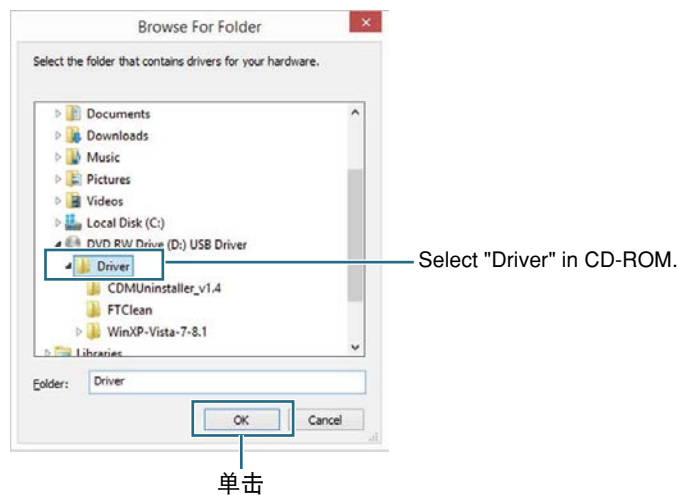 Browse For Folder
Select the folder that contains drivers for your hardware.
Documents
Downloads
Music
Pictures
Videos
Local Disk (C:)
DVD RW Drive (D:) USB Driver
Driver
Select "Driver" in CD-ROM.
CDMUninstaller_v1.4
FTClean
WinXP-Vista-7-8.1
Libraries
Folder: Driver
OK Cancel
单击